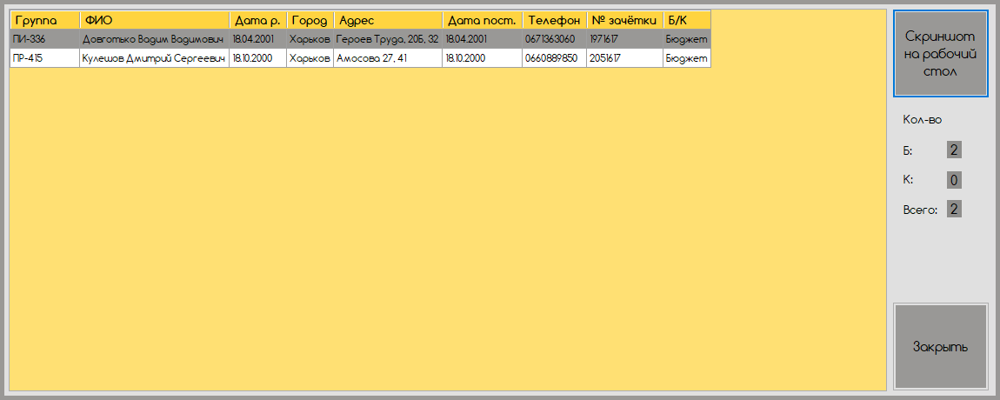 Группа ФИО Дата р. Город Адрес Дата пост. Телефон № зачётки Б/К
ПИ-336 Довготько Вадим Вадимович 18.04.2001 Харьков Героев Труда, 20Б, 32 18.04.2001 0671363060 1971617 Бюджет
ПР-415 Кулешов Дмитрий Сергеевич 18.10.2000 Харьков Амосова 27, 41 18.10.2000 0660889850 2051617 Бюджет
Скриншот
на рабочий
стол
Кол-во
Б: 2
К: 0
Всего: 2
Закрыть